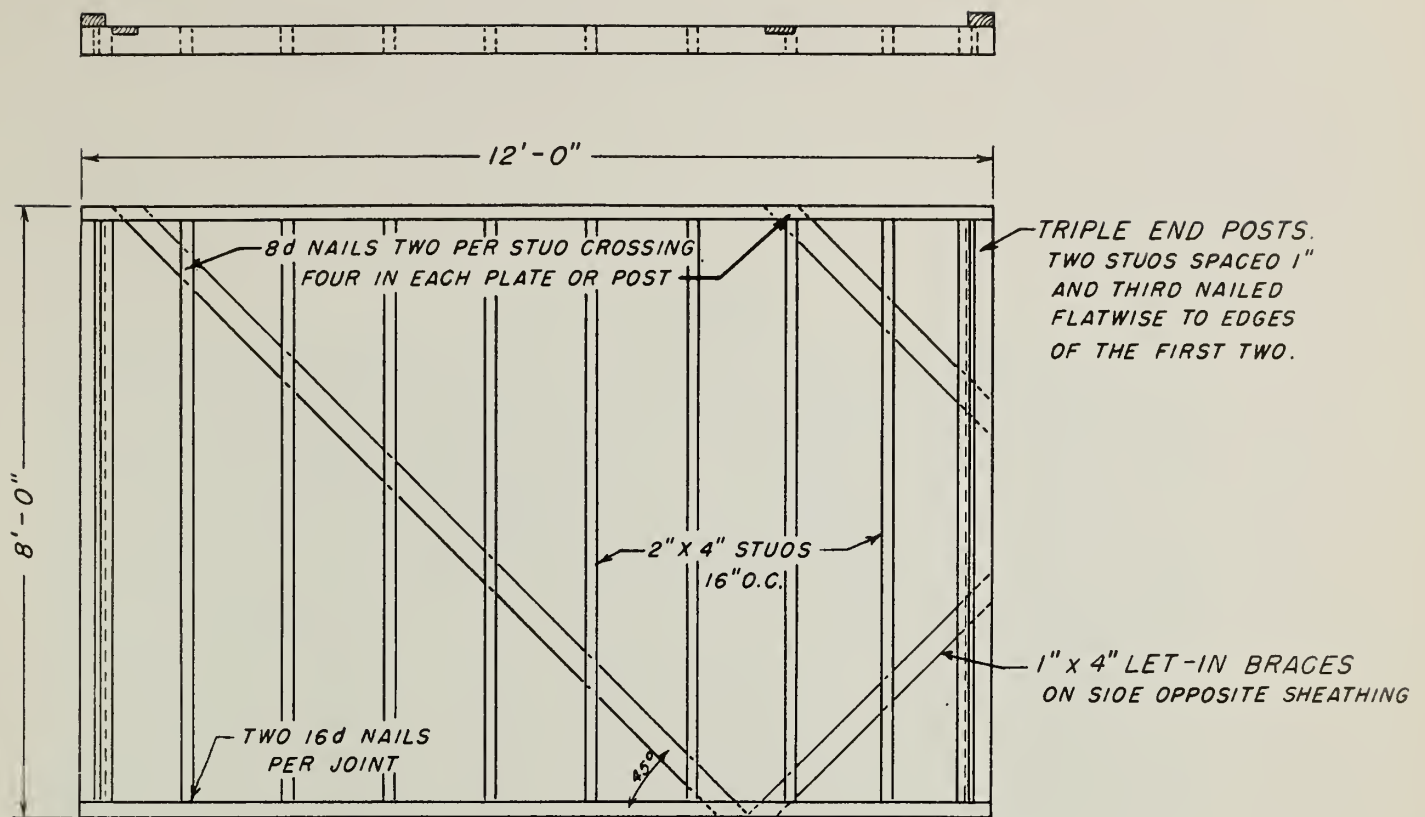 12'-0"
8d NAILS TWO PER STUO CROSSING
FOUR IN EACH PLATE OR POST
TRIPLE END POSTS.
TWO STUOS SPACEO 1"
AND THIRD NAILED
FLATWISE TO EDGES
OF THE FIRST TWO.
8'-0"
2" X 4" STUOS
16" O.C.
1" x 4" LET-IN BRACES
ON SIDE OPPOSITE SHEATHING
TWO 16d NAILS
PER JOINT
45°